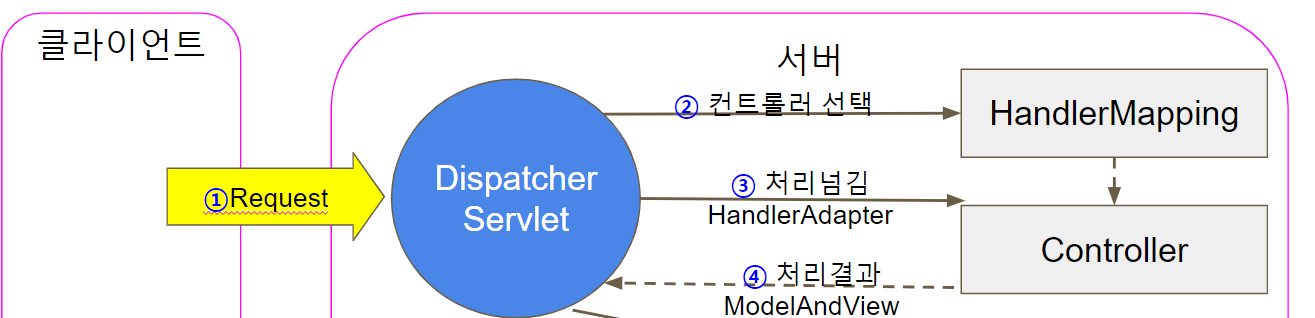 클라이언트
서버
② 컨트롤러 선택
HandlerMapping
Dispatcher
Servlet
①Request
③ 처리넘김
HandlerAdapter
Controller
④ 처리결과
ModelAndView